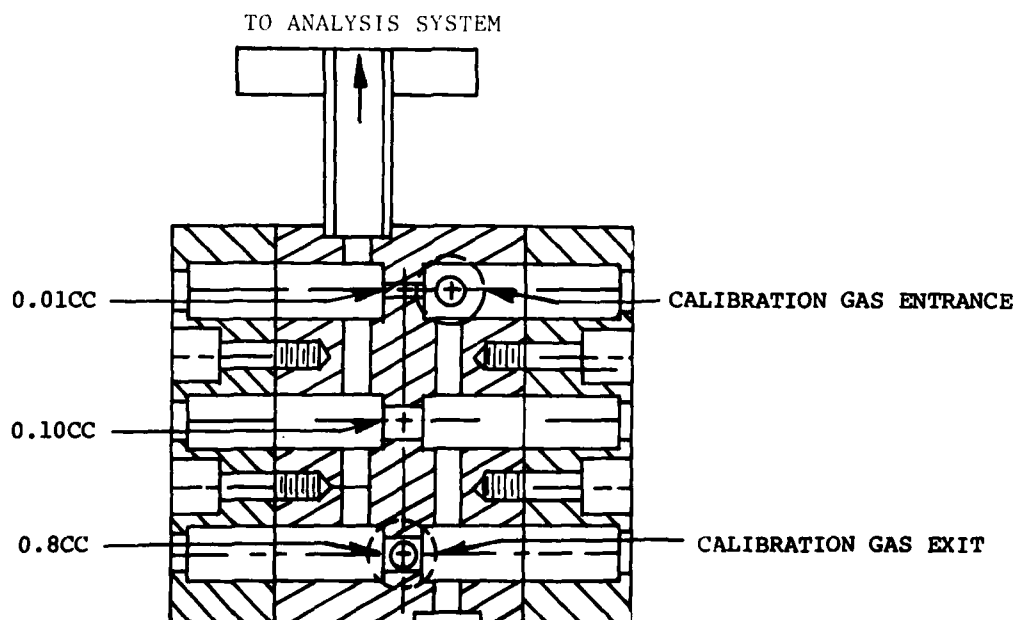 TO ANALYSIS SYSTEM
0.01CC
CALIBRATION GAS ENTRANCE
0.10CC
0.8CC
CALIBRATION GAS EXIT